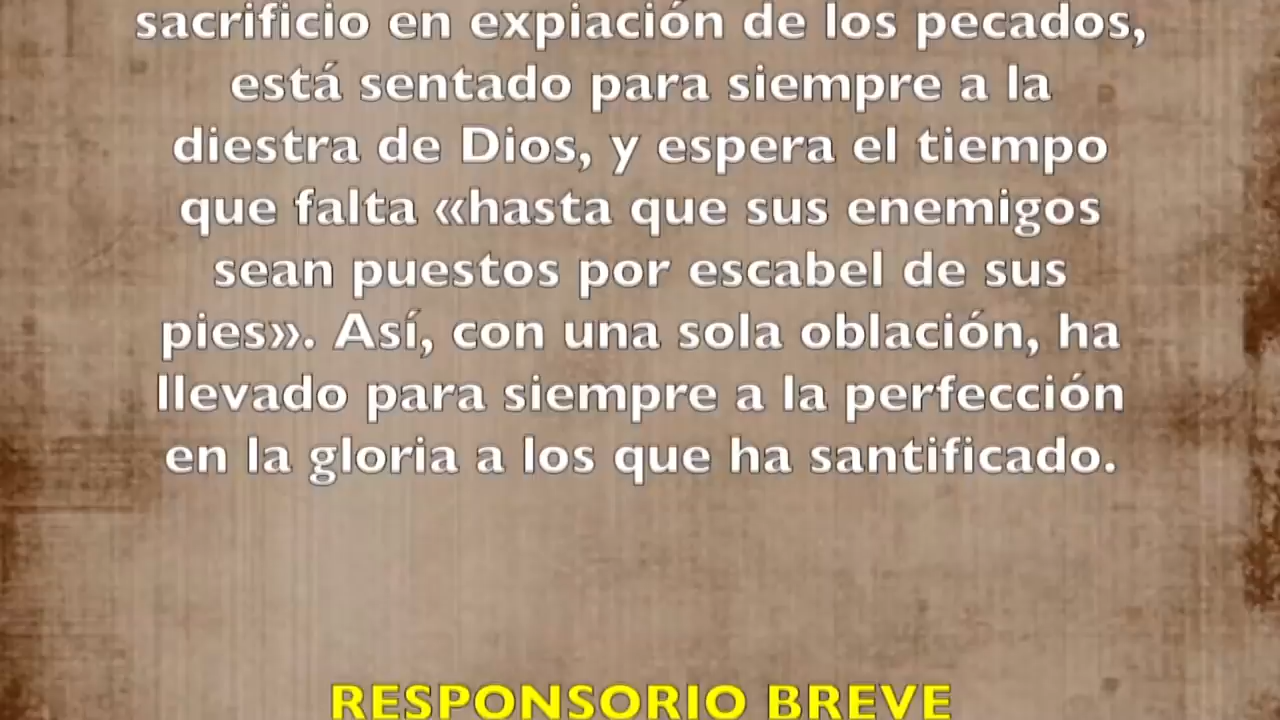 sacrificio en expiación de los pecados,
está sentado para siempre a la
diestra de Dios, y espera el tiempo
que falta «hasta que sus enemigos
sean puestos por escabel de sus
pies». Así, con una sola oblación, ha
llevado para siempre a la perfección
en la gloria a los que ha santificado.
RESPONSORIO BREVE